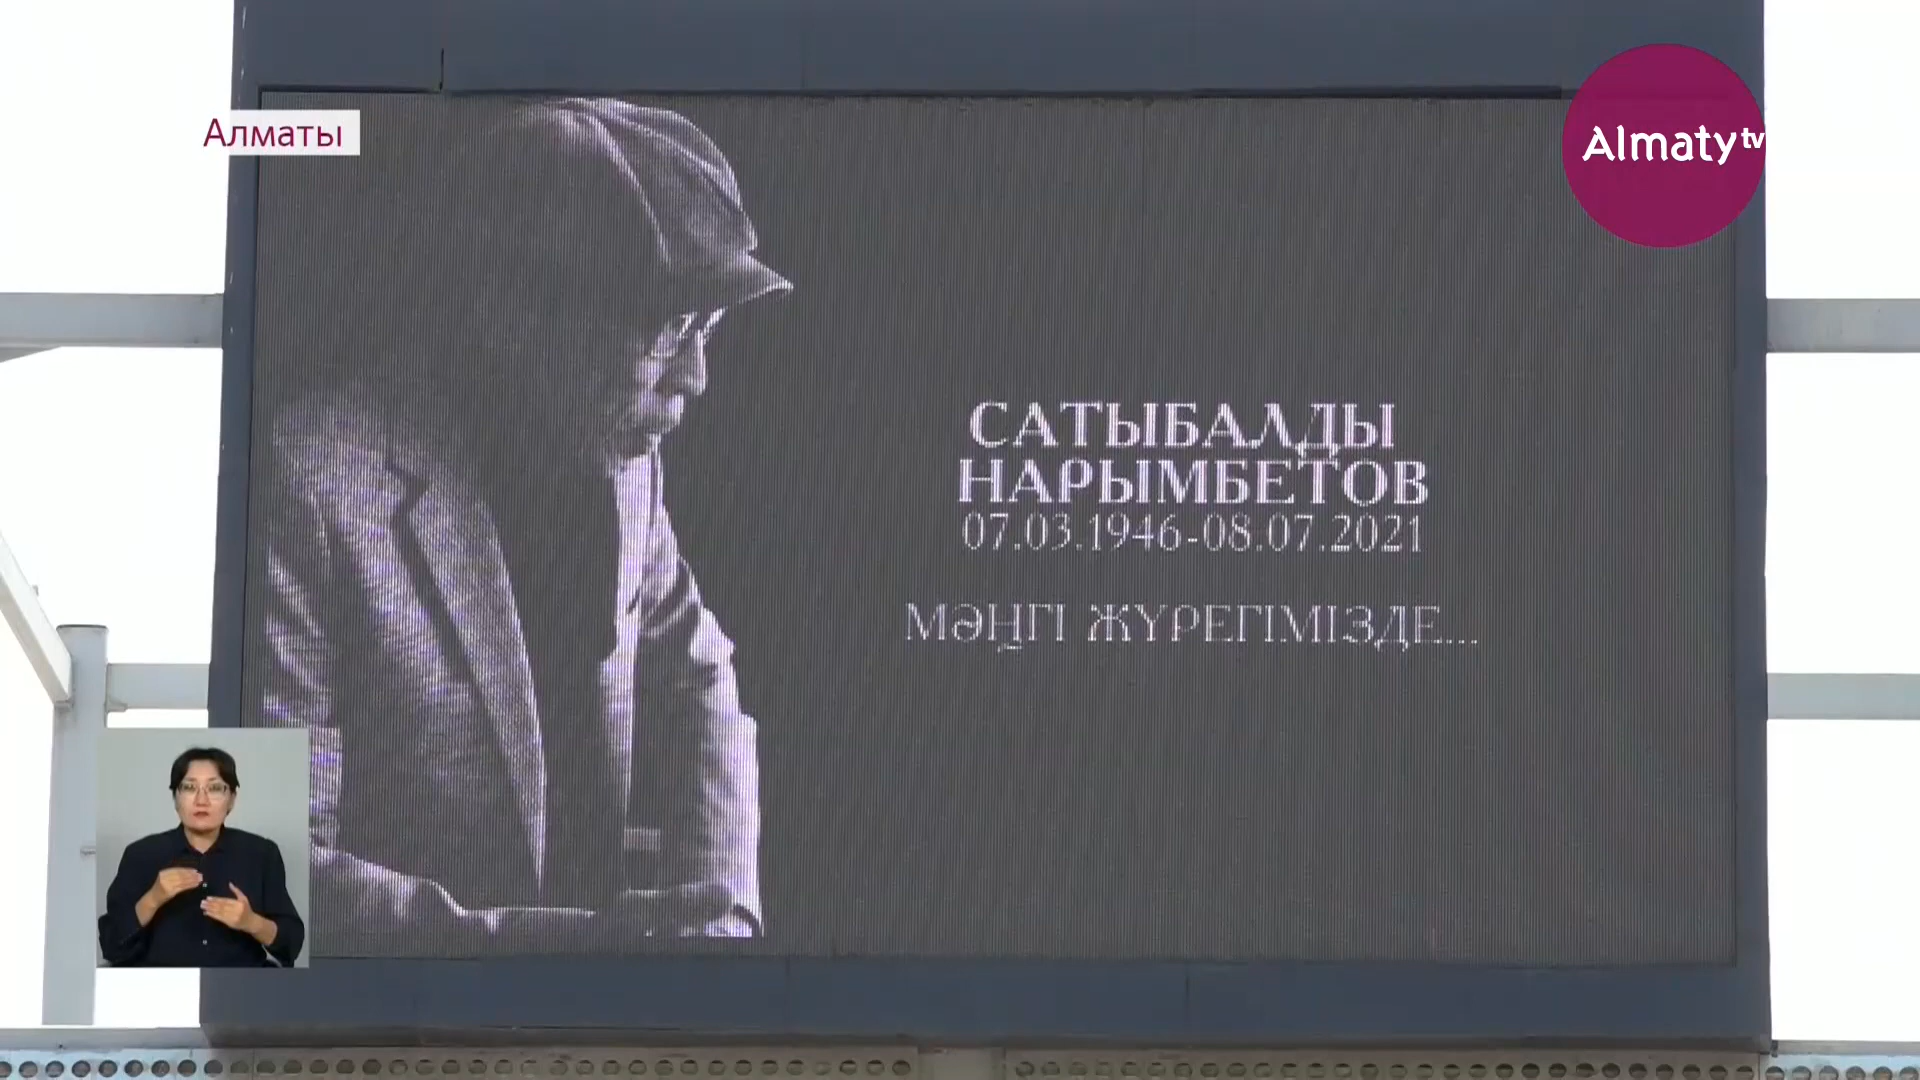 Алматы
Almaty tv
САТЫБАЛДЫ
НАРЫМБЕТОВ
07.03.1946-08.07.2021
МӘҢГІ ЖҮРЕГІМІЗДЕ...